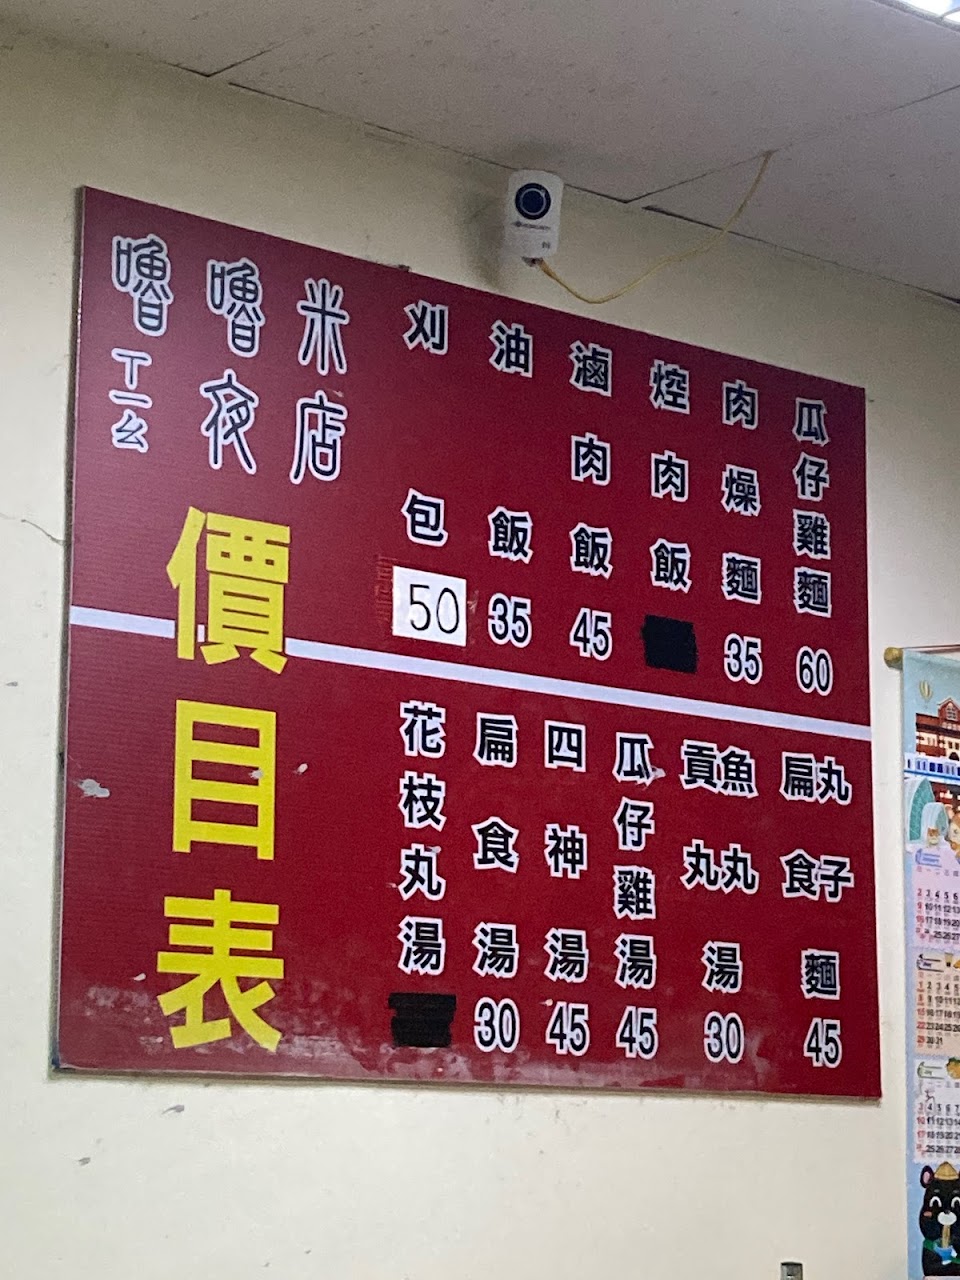 嚕嚕米
ㄒㄧㄠ夜店
價目表
刈包 50
油飯 35
滷肉飯 45
焢肉飯
肉燥麵 35
瓜仔雞麵 60
花枝丸湯
扁食湯 30
四神湯 45
瓜仔雞湯 45
貢丸魚丸湯 30
扁食丸子麵 45